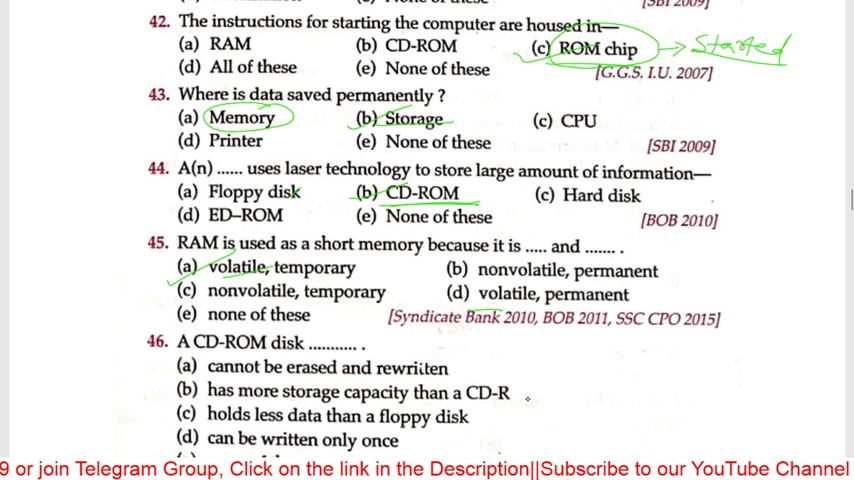 [SBI 2009]
42. The instructions for starting the computer are housed in—
(a) RAM (b) CD-ROM (c) ROM chip → Started
(d) All of these (e) None of these [G.G.S. I.U. 2007]
43. Where is data saved permanently ?
(a) Memory (b) Storage (c) CPU
(d) Printer (e) None of these [SBI 2009]
44. A(n) ...... uses laser technology to store large amount of information—
(a) Floppy disk (b) CD-ROM (c) Hard disk
(d) ED–ROM (e) None of these [BOB 2010]
45. RAM is used as a short memory because it is ..... and ....... .
(a) volatile, temporary (b) nonvolatile, permanent
(c) nonvolatile, temporary (d) volatile, permanent
(e) none of these [Syndicate Bank 2010, BOB 2011, SSC CPO 2015]
46. A CD-ROM disk ........... .
(a) cannot be erased and rewritten
(b) has more storage capacity than a CD-R
(c) holds less data than a floppy disk
(d) can be written only once
9 or join Telegram Group, Click on the link in the Description||Subscribe to our YouTube Channel